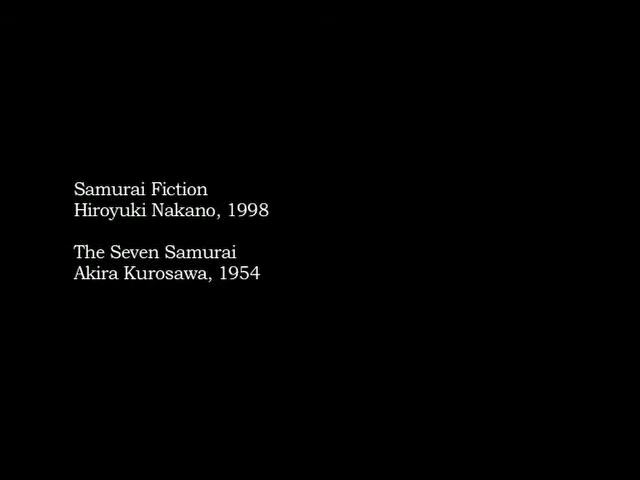 Samurai Fiction
Hiroyuki Nakano, 1998
The Seven Samurai
Akira Kurosawa, 1954